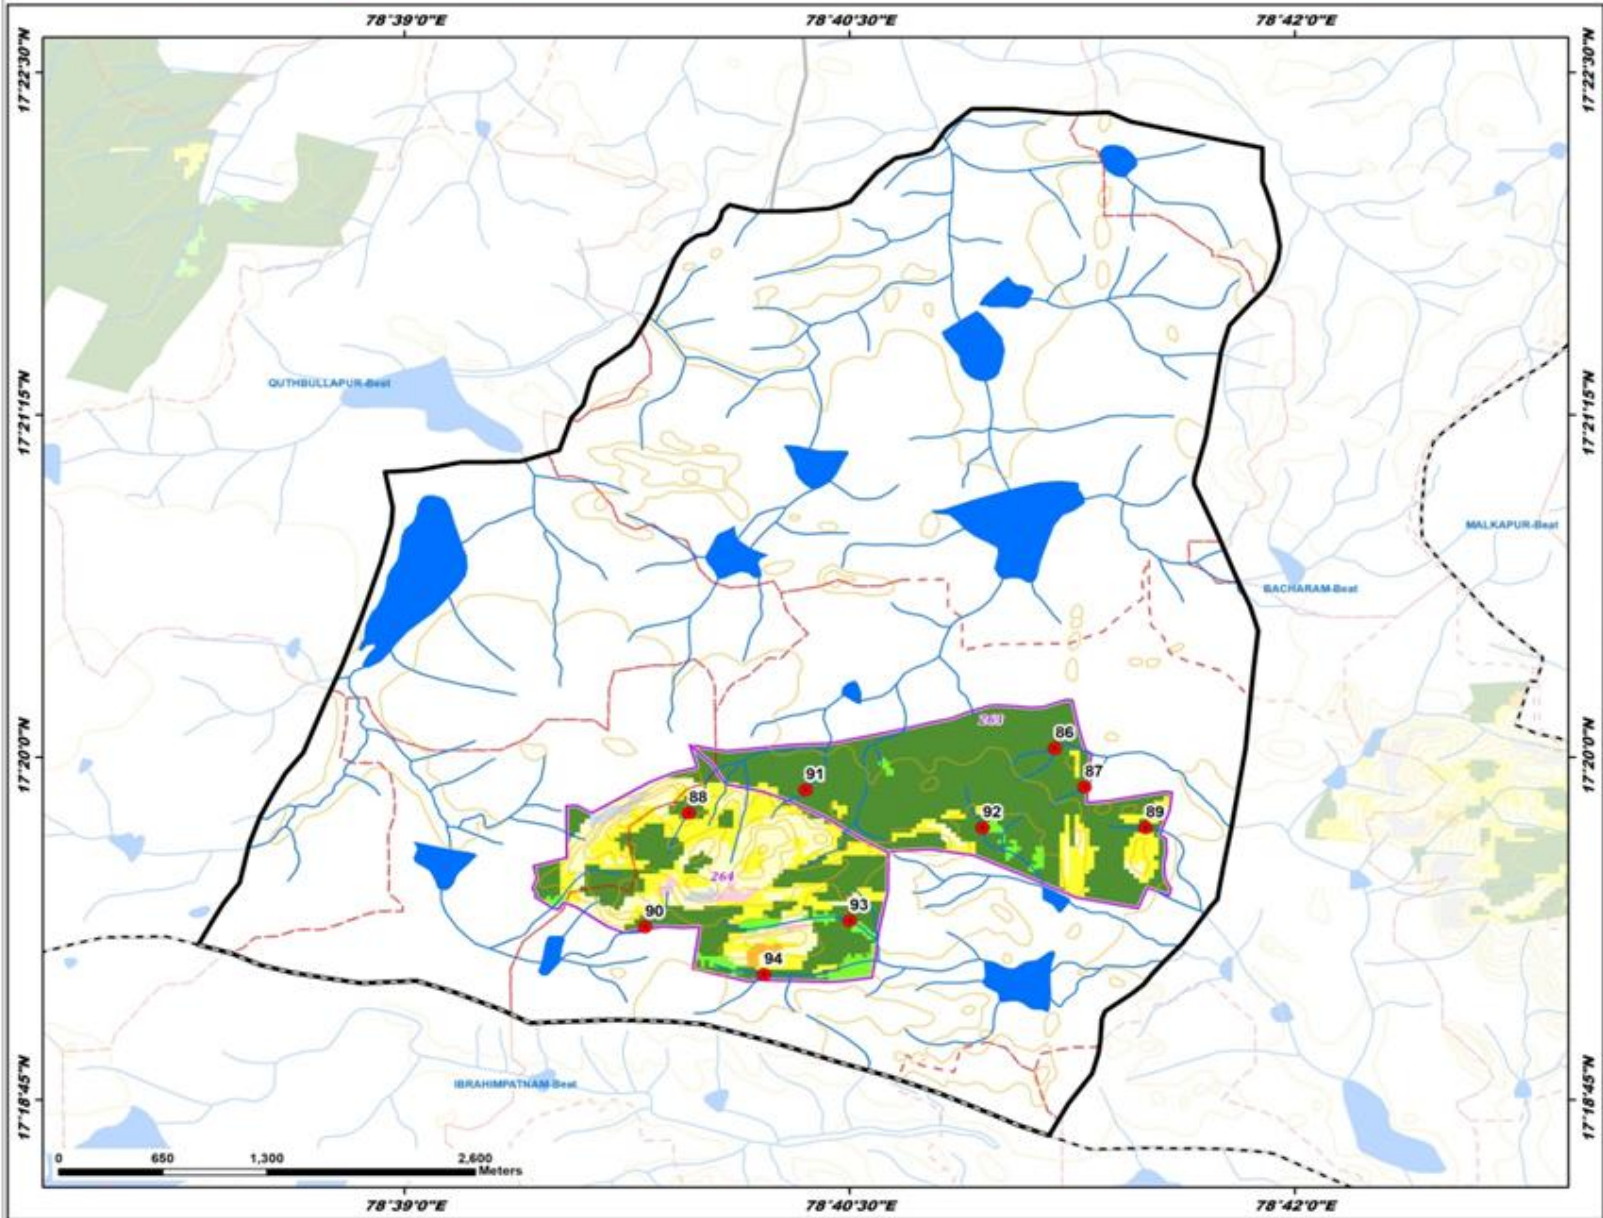 78°39'0"E 78°40'30"E 78°42'0"E
17°22'30"N 17°22'30"N
QUTHBULLAPUR-Beat
17°21'15"N 17°21'15"N
MALKAPUR-Beat
BACHARAM-Beat
263
86
17°20'0"N 17°20'0"N
91 87
88 92 89
264
90 93
94
IBRAHIMPATNAM-Beat
17°18'45"N 17°18'45"N
0 650 1,300 2,600
Meters
78°39'0"E 78°40'30"E 78°42'0"E